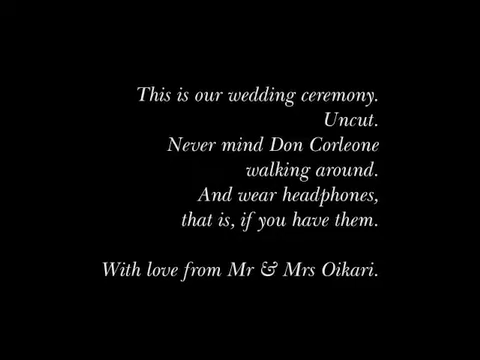 This is our wedding ceremony.
Uncut.
Never mind Don Corleone
walking around.
And wear headphones,
that is, if you have them.
With love from Mr & Mrs Oikari.